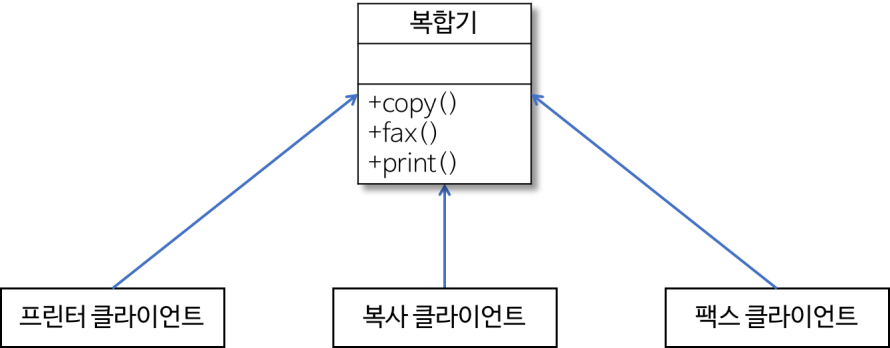 복합기
+copy()
+fax()
+print()
프린터 클라이언트
복사 클라이언트
팩스 클라이언트